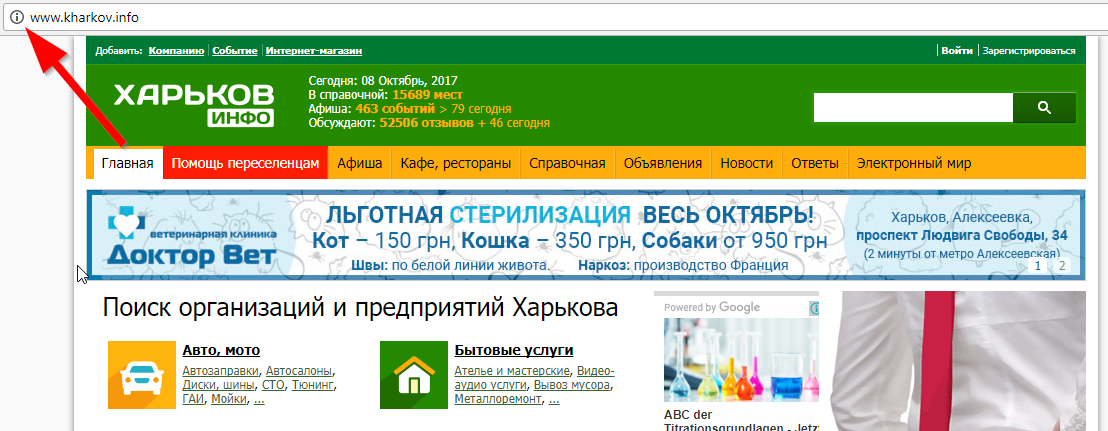 www.kharkov.info
Добавить: Компанию Событие Интернет-магазин
Войти Зарегистрироваться
ХАРЬКОВ
ИНФО
Сегодня: 08 Октябрь, 2017
В справочной: 15689 мест
Афиша: 463 событий > 79 сегодня
Обсуждают: 52506 отзывов + 46 сегодня
Главная Помощь переселенцам Афиша Кафе, рестораны Справочная Объявления Новости Ответы Электронный мир
ветеринарная клиника
Доктор Вет
ЛЬГОТНАЯ СТЕРИЛИЗАЦИЯ ВЕСЬ ОКТЯБРЬ!
Кот – 150 грн, Кошка – 350 грн, Собаки от 950 грн
Швы: по белой линии живота. Наркоз: производство Франция
Харьков, Алексеевка,
проспект Людвига Свободы, 34
(2 минуты от метро Алексеевская)
1 2
Поиск организаций и предприятий Харькова
Авто, мото
Автозаправки, Автосалоны,
Диски, шины, СТО, Тюнинг,
ГАИ, Мойки, ...
Бытовые услуги
Ателье и мастерские, Видео-
аудио услуги, Вывоз мусора,
Металлоремонт, ...
Powered by Google
ABC der
Titrationsgrundlagen - Jetzt